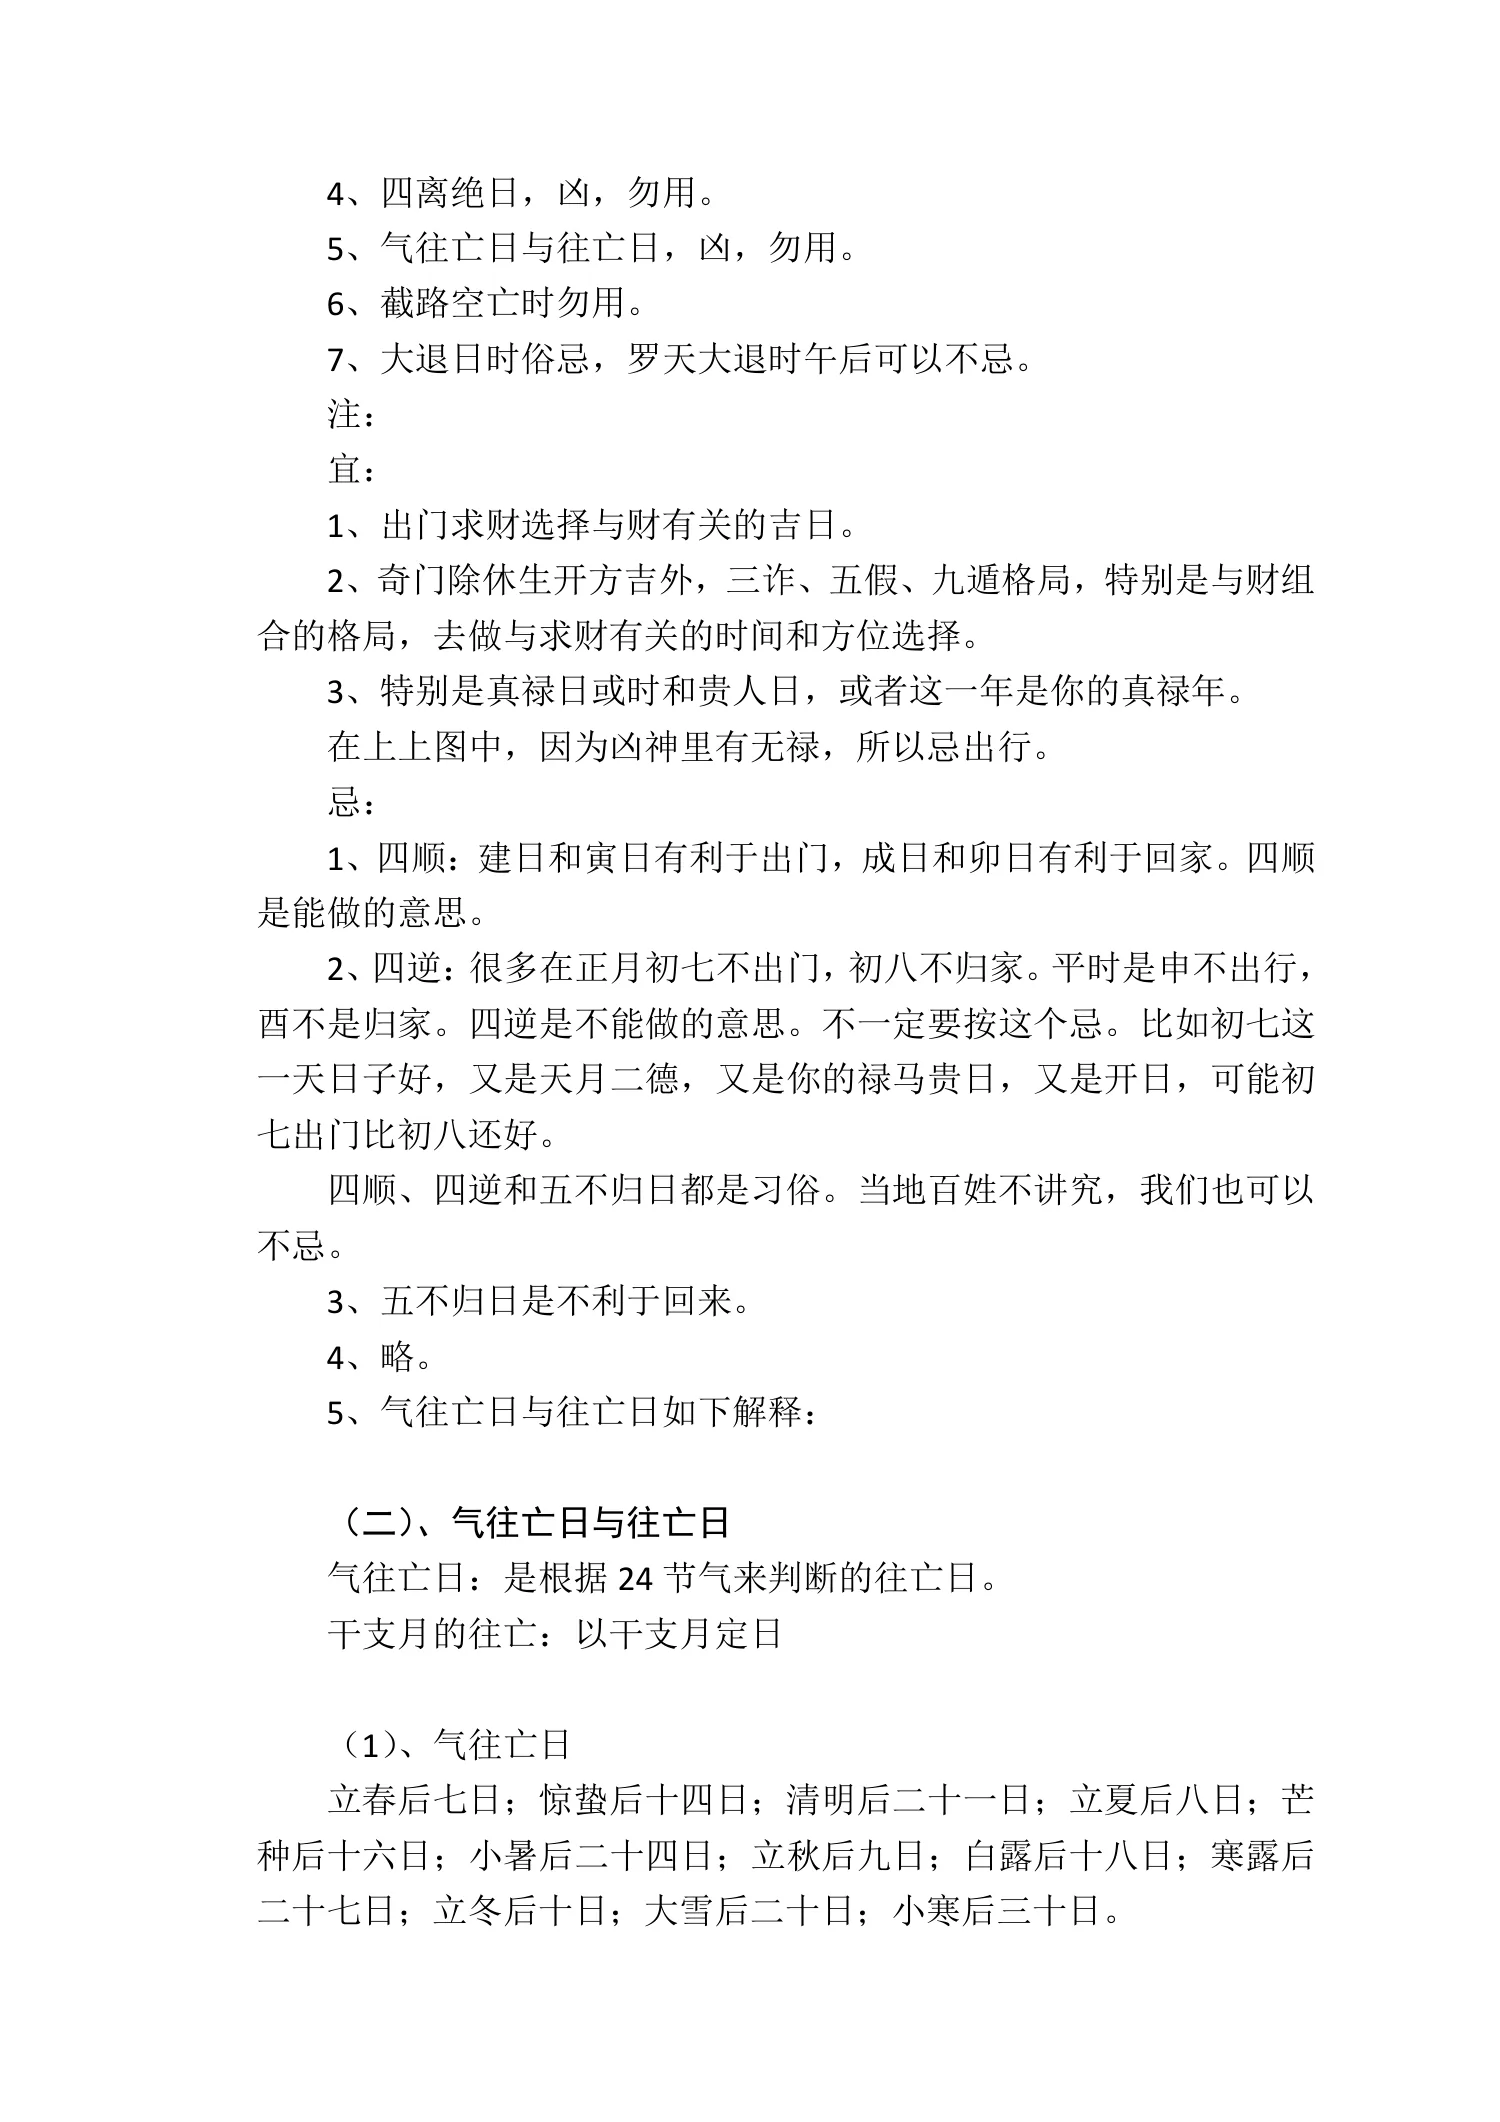 4、四离绝日，凶，勿用。
5、气往亡日与往亡日，凶，勿用。
6、截路空亡时勿用。
7、大退日时俗忌，罗天大退时午后可以不忌。
注：
宜：
1、出门求财选择与财有关的吉日。
2、奇门除休生开方吉外，三诈、五假、九遁格局，特别是与财组
合的格局，去做与求财有关的时间和方位选择。
3、特别是真禄日或时和贵人日，或者这一年是你的真禄年。
在上上图中，因为凶神里有无禄，所以忌出行。
忌：
1、四顺：建日和寅日有利于出门，成日和卯日有利于回家。四顺
是能做的意思。
2、四逆：很多在正月初七不出门，初八不归家。平时是申不出行，
酉不是归家。四逆是不能做的意思。不一定要按这个忌。比如初七这
一天日子好，又是天月二德，又是你的禄马贵日，又是开日，可能初
七出门比初八还好。
四顺、四逆和五不归日都是习俗。当地百姓不讲究，我们也可以
不忌。
3、五不归日是不利于回来。
4、略。
5、气往亡日与往亡日如下解释：
（二）、气往亡日与往亡日
气往亡日：是根据 24 节气来判断的往亡日。
干支月的往亡：以干支月定日
（1）、气往亡日
立春后七日；惊蛰后十四日；清明后二十一日；立夏后八日；芒
种后十六日；小暑后二十四日；立秋后九日；白露后十八日；寒露后
二十七日；立冬后十日；大雪后二十日；小寒后三十日。